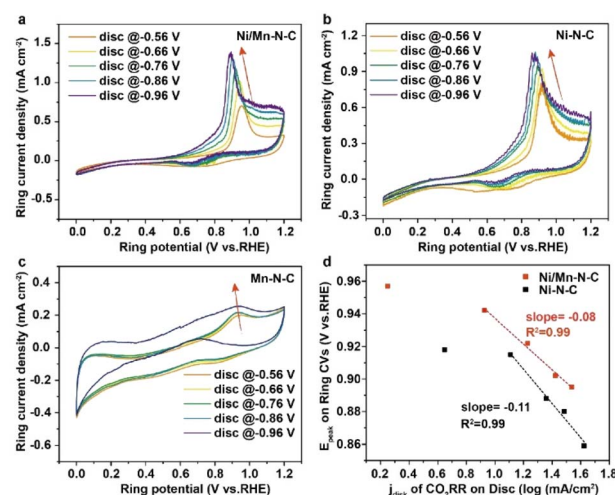 a
Ni/Mn-N-C
disc @-0.56 V
disc @-0.66 V
disc @-0.76 V
disc @-0.86 V
disc @-0.96 V
Ring current density (mA cm⁻²)
1.5
1.0
0.5
0.0
-0.5
0.0 0.2 0.4 0.6 0.8 1.0 1.2
Ring potential (V vs.RHE)
b
Ni-N-C
disc @-0.56 V
disc @-0.66 V
disc @-0.76 V
disc @-0.86 V
disc @-0.96 V
Ring current density (mA cm⁻²)
1.2
0.9
0.6
0.3
0.0
-0.3
0.0 0.2 0.4 0.6 0.8 1.0 1.2
Ring potential (V vs.RHE)
c
Mn-N-C
disc @-0.56 V
disc @-0.66 V
disc @-0.76 V
disc @-0.86 V
disc @-0.96 V
Ring current density (mA cm⁻²)
0.6
0.4
0.2
0.0
-0.2
-0.4
-0.6
0.0 0.2 0.4 0.6 0.8 1.0 1.2
Ring potential (V vs.RHE)
d
Ni/Mn-N-C
Ni-N-C
slope= -0.08
R²=0.99
slope= -0.11
R²=0.99
E_peak on Ring CVs (V vs.RHE)
0.96
0.92
0.88
0.86
0.2 0.4 0.6 0.8 1.0 1.2 1.4 1.6 1.8
j_disk of CO₂RR on Disc (log (mA/cm²)